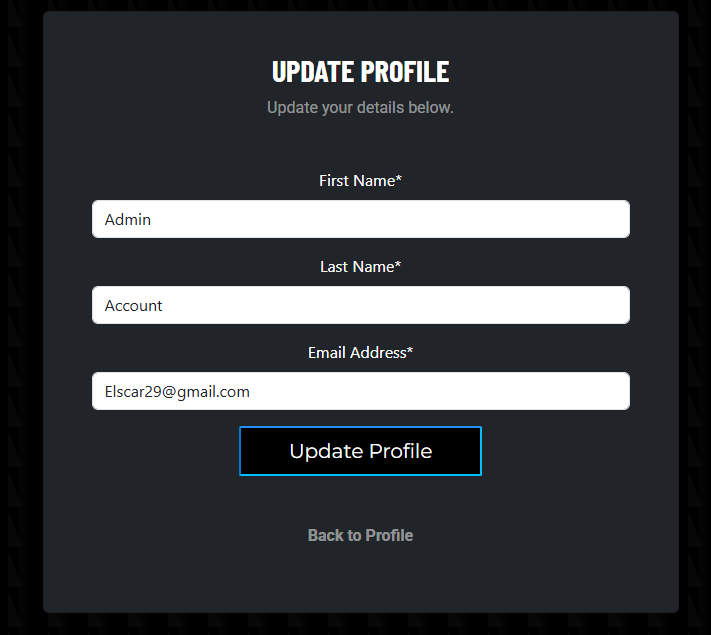 UPDATE PROFILE
Update your details below.
First Name*
Admin
Last Name*
Account
Email Address*
Elscar29@gmail.com
Update Profile
Back to Profile